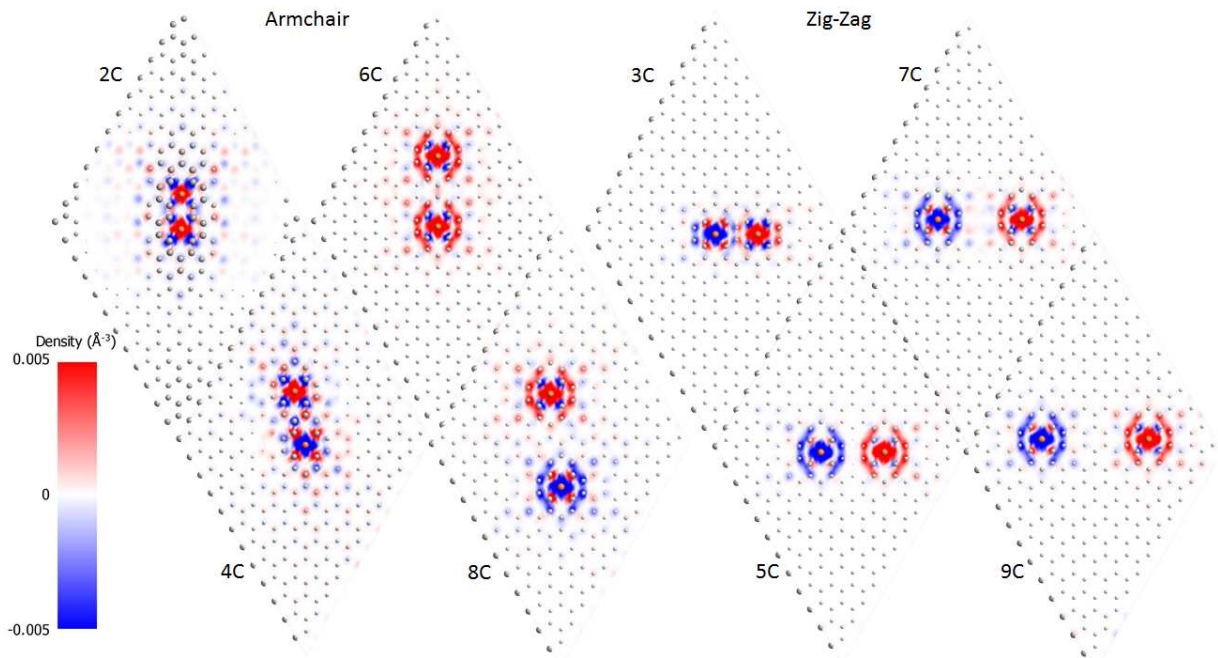 Armchair
Zig-Zag
2C
6C
3C
7C
Density (Å⁻³)
0.005
0
-0.005
4C
8C
5C
9C